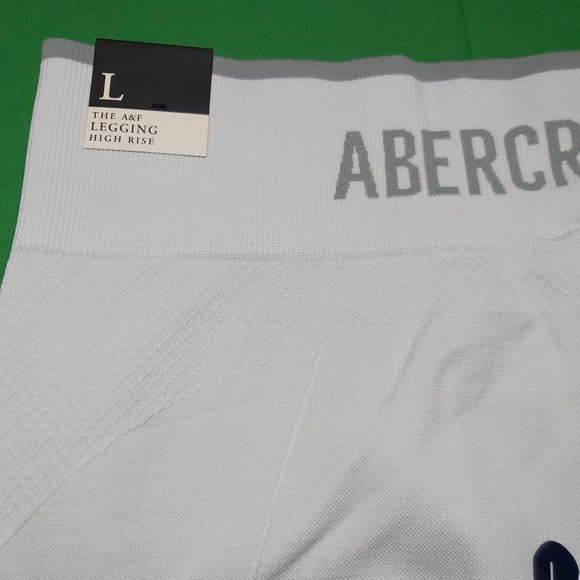 L
THE A&F
LEGGING
HIGH RISE
ABERCR